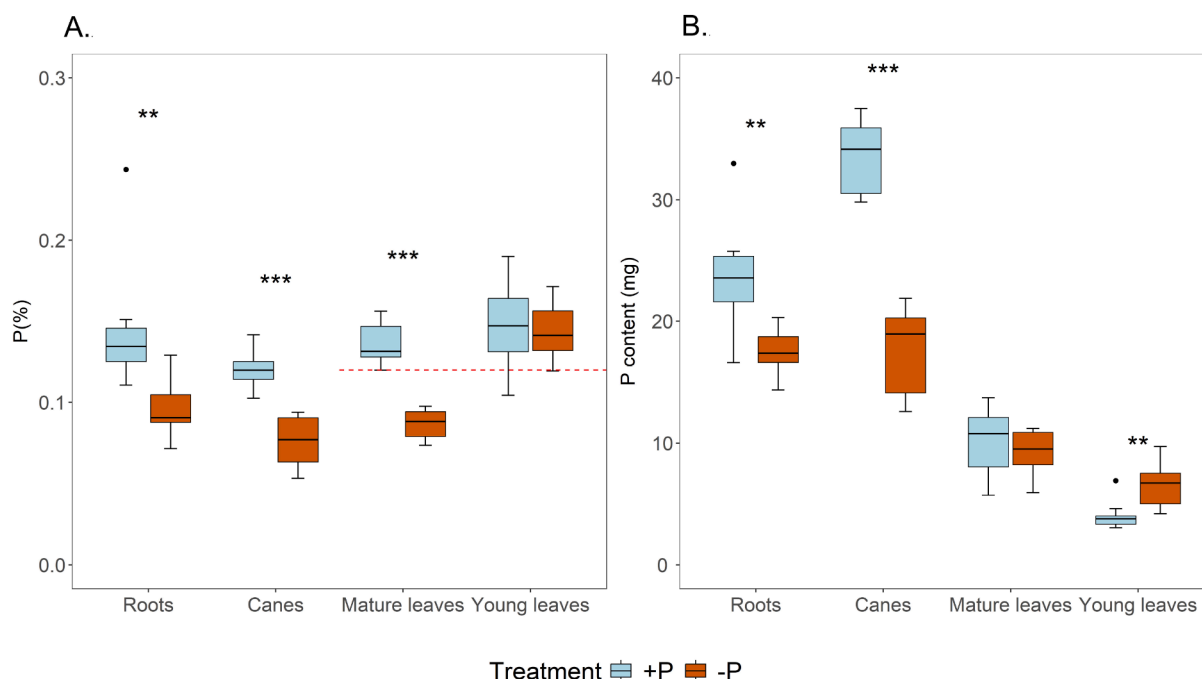 A.
B.
P(%)
0.3
0.2
0.1
0.0
**
***
***
Roots
Canes
Mature leaves
Young leaves
P content (mg)
40
30
20
10
0
**
***
**
Roots
Canes
Mature leaves
Young leaves
Treatment +P -P